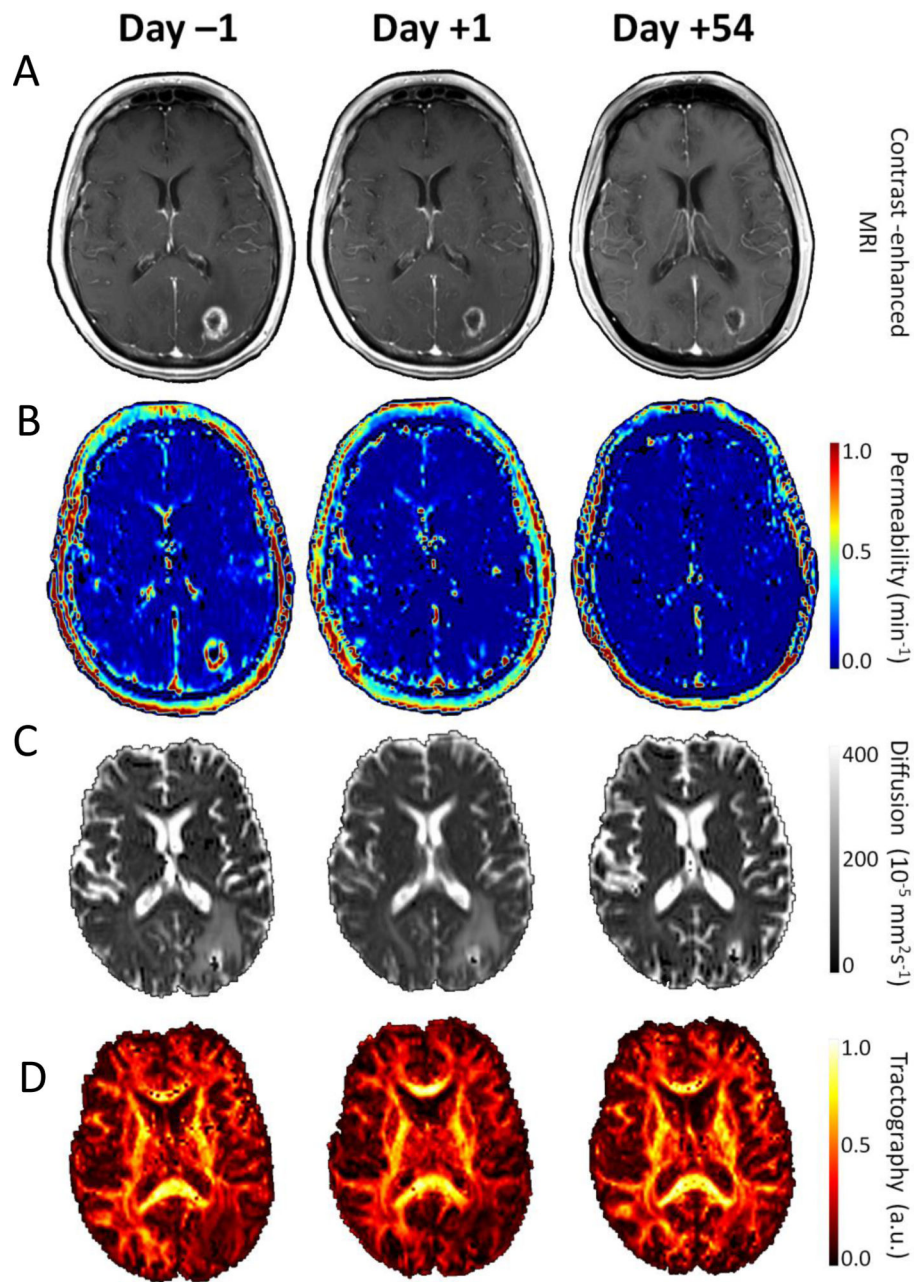 Day –1
Day +1
Day +54
A
Contrast -enhanced
MRI
B
1.0
0.5
0.0
Permeability (min⁻¹)
C
400
200
0
Diffusion (10⁻⁵ mm²s⁻¹)
D
1.0
0.5
0.0
Tractography (a.u.)